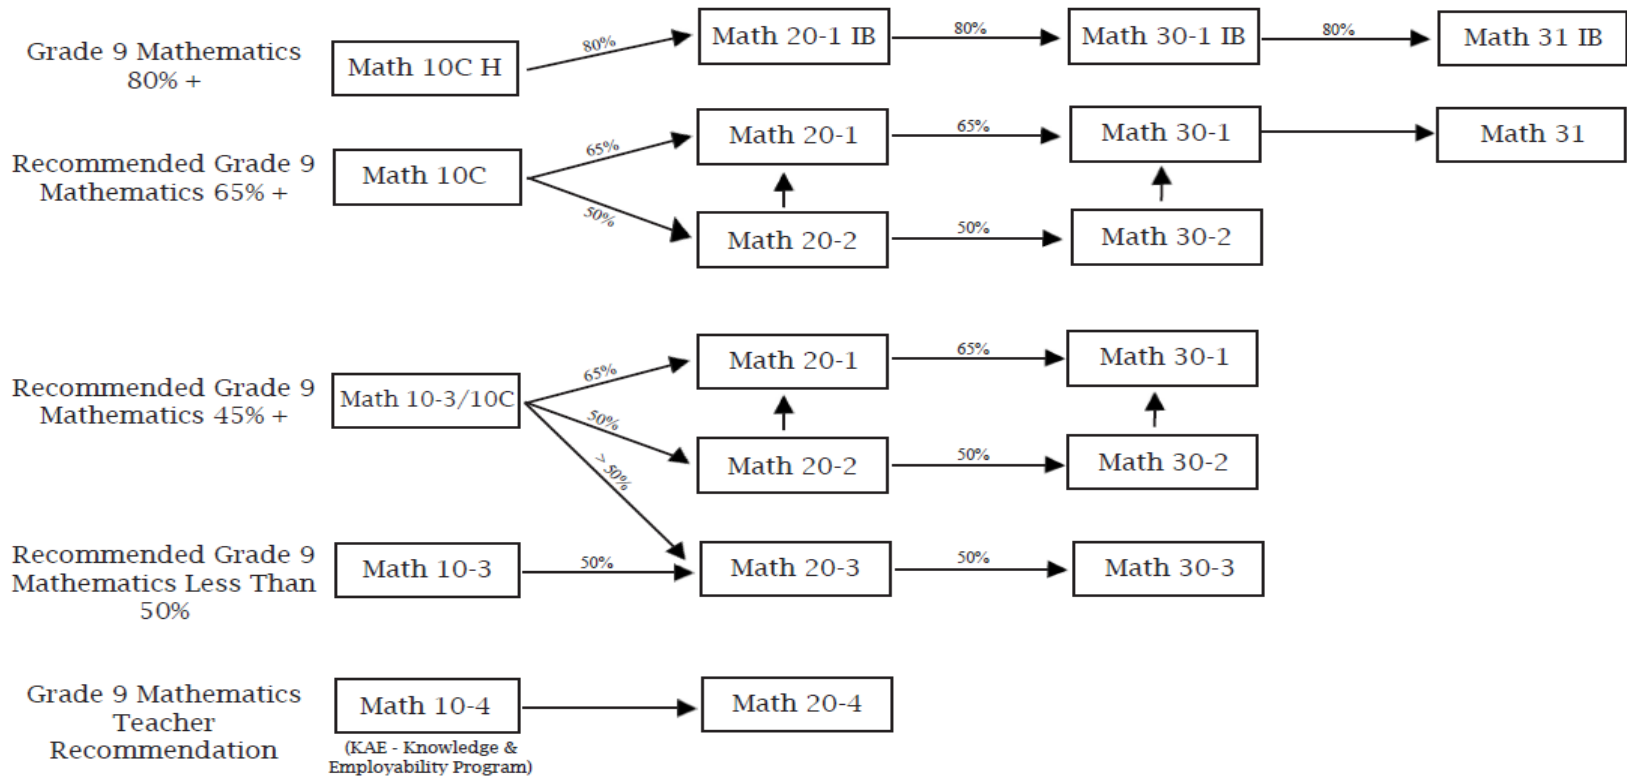 Grade 9 Mathematics
80% +
Math 10C H
80%
Math 20-1 IB
80%
Math 30-1 IB
80%
Math 31 IB
Recommended Grade 9
Mathematics 65% +
Math 10C
65%
50%
Math 20-1
65%
Math 30-1
Math 31
Math 20-2
50%
Math 30-2
Recommended Grade 9
Mathematics 45% +
Math 10-3/10C
65%
50%
> 50%
Math 20-1
65%
Math 30-1
Math 20-2
50%
Math 30-2
Recommended Grade 9
Mathematics Less Than
50%
Math 10-3
50%
Math 20-3
50%
Math 30-3
Grade 9 Mathematics
Teacher
Recommendation
Math 10-4
(KAE - Knowledge &
Employability Program)
Math 20-4